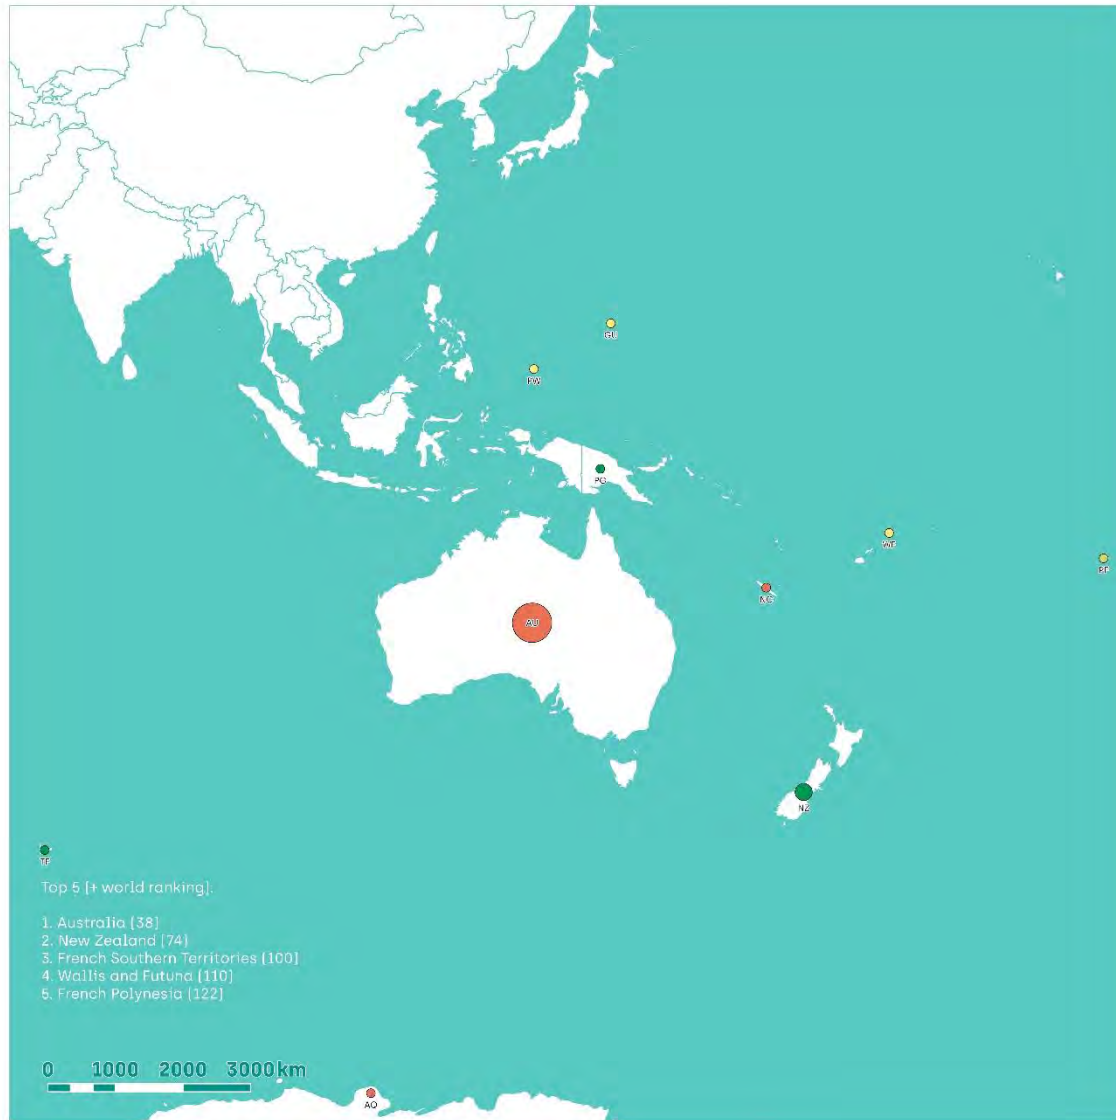 GU
PW
PG
WF
PF
NC
AU
NZ
TF
Top 5 [+ world ranking].
1. Australia [38]
2. New Zealand [74]
3. French Southern Territories [100]
4. Wallis and Futuna [110]
5. French Polynesia [122]
0 1000 2000 3000 km
AQ